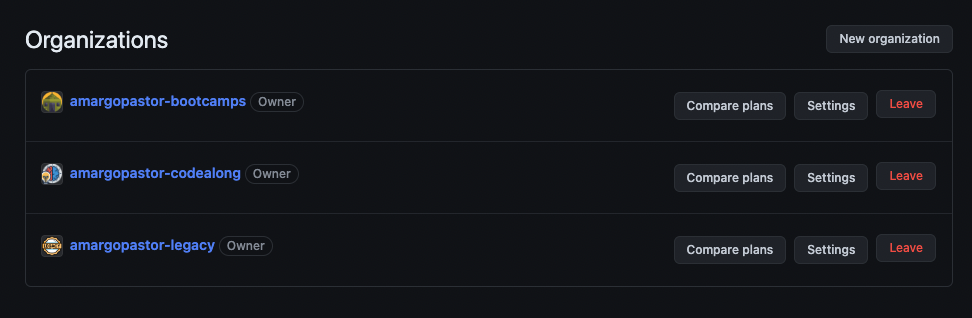 Organizations
New organization
amargopastor-bootcamps Owner
Compare plans Settings Leave
amargopastor-codealong Owner
Compare plans Settings Leave
amargopastor-legacy Owner
Compare plans Settings Leave